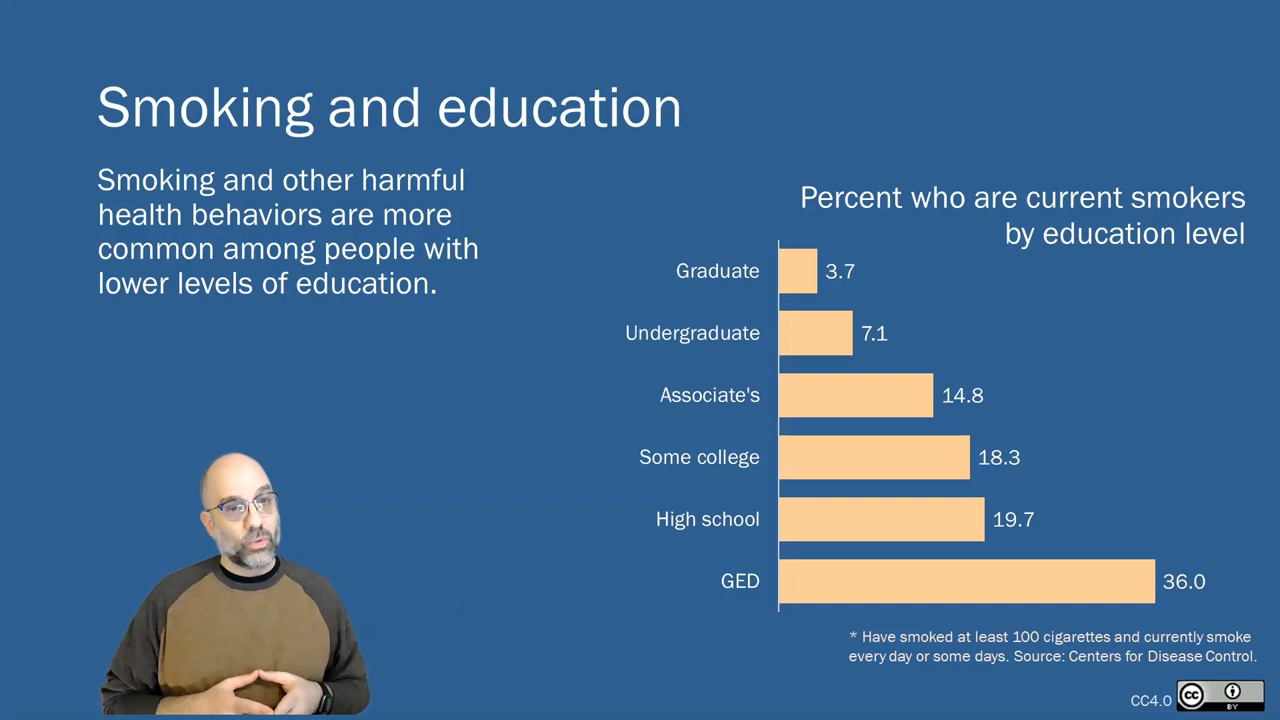 Smoking and education
Smoking and other harmful
health behaviors are more
common among people with
lower levels of education.
Percent who are current smokers
by education level
Graduate 3.7
Undergraduate 7.1
Associate's 14.8
Some college 18.3
High school 19.7
GED 36.0
* Have smoked at least 100 cigarettes and currently smoke
every day or some days. Source: Centers for Disease Control.
CC4.0 cc BY